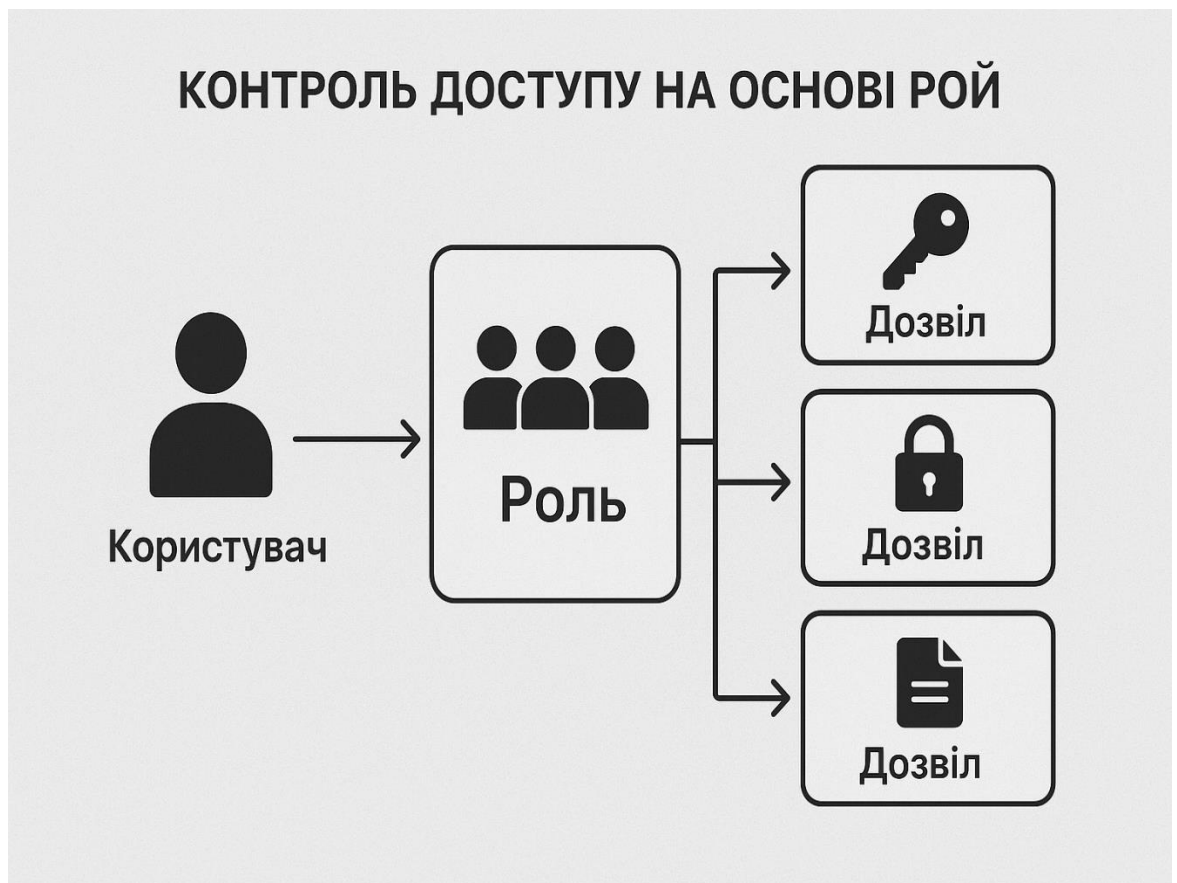 КОНТРОЛЬ ДОСТУПУ НА ОСНОВІ РОЙ
Користувач
Роль
Дозвіл
Дозвіл
Дозвіл